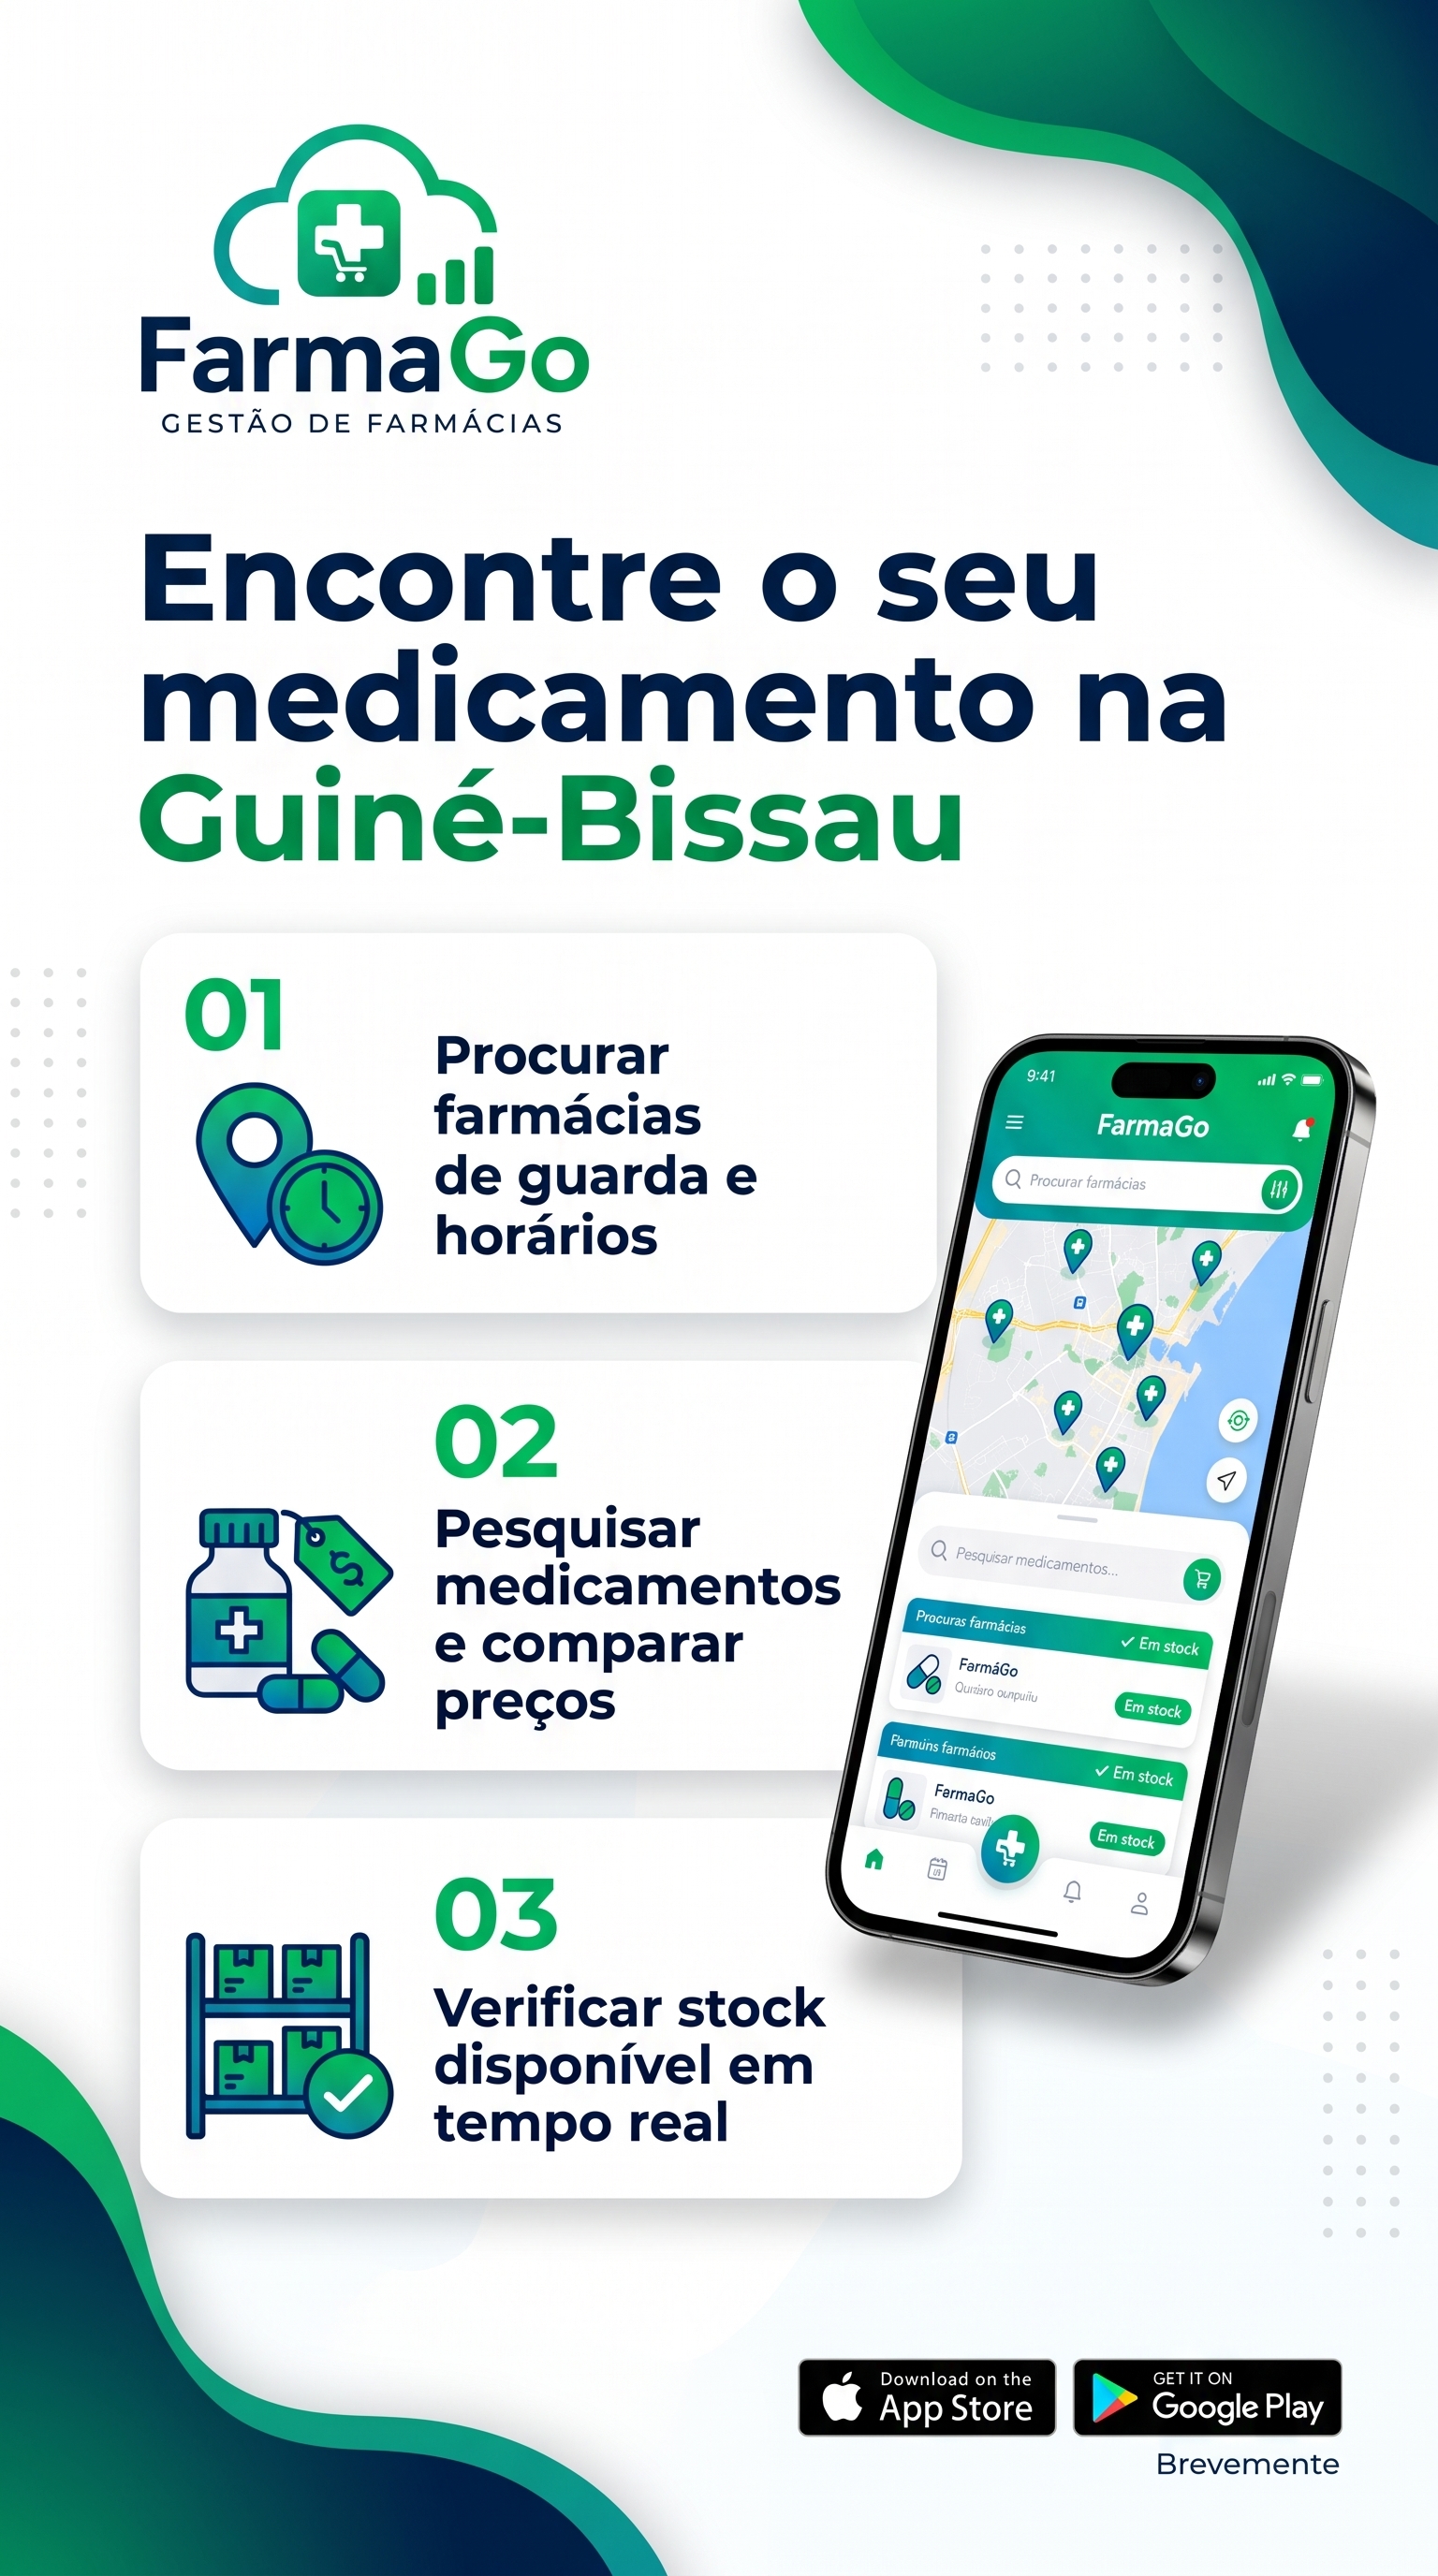 FarmaGo
GESTÃO DE FARMÁCIAS
Encontre o seu
medicamento na
Guiné-Bissau
01
Procurar
farmácias
de guarda e
horários
02
Pesquisar
medicamentos
e comparar
preços
03
Verificar stock
disponível em
tempo real
9:41
FarmaGo
Procurar farmácias
Pesquisar medicamentos...
Procuras farmácias
✓ Em stock
FarmáGo
Em stock
farmários
✓ Em stock
FarmaGo
Em stock
Download on the
App Store
GET IT ON
Google Play
Brevemente